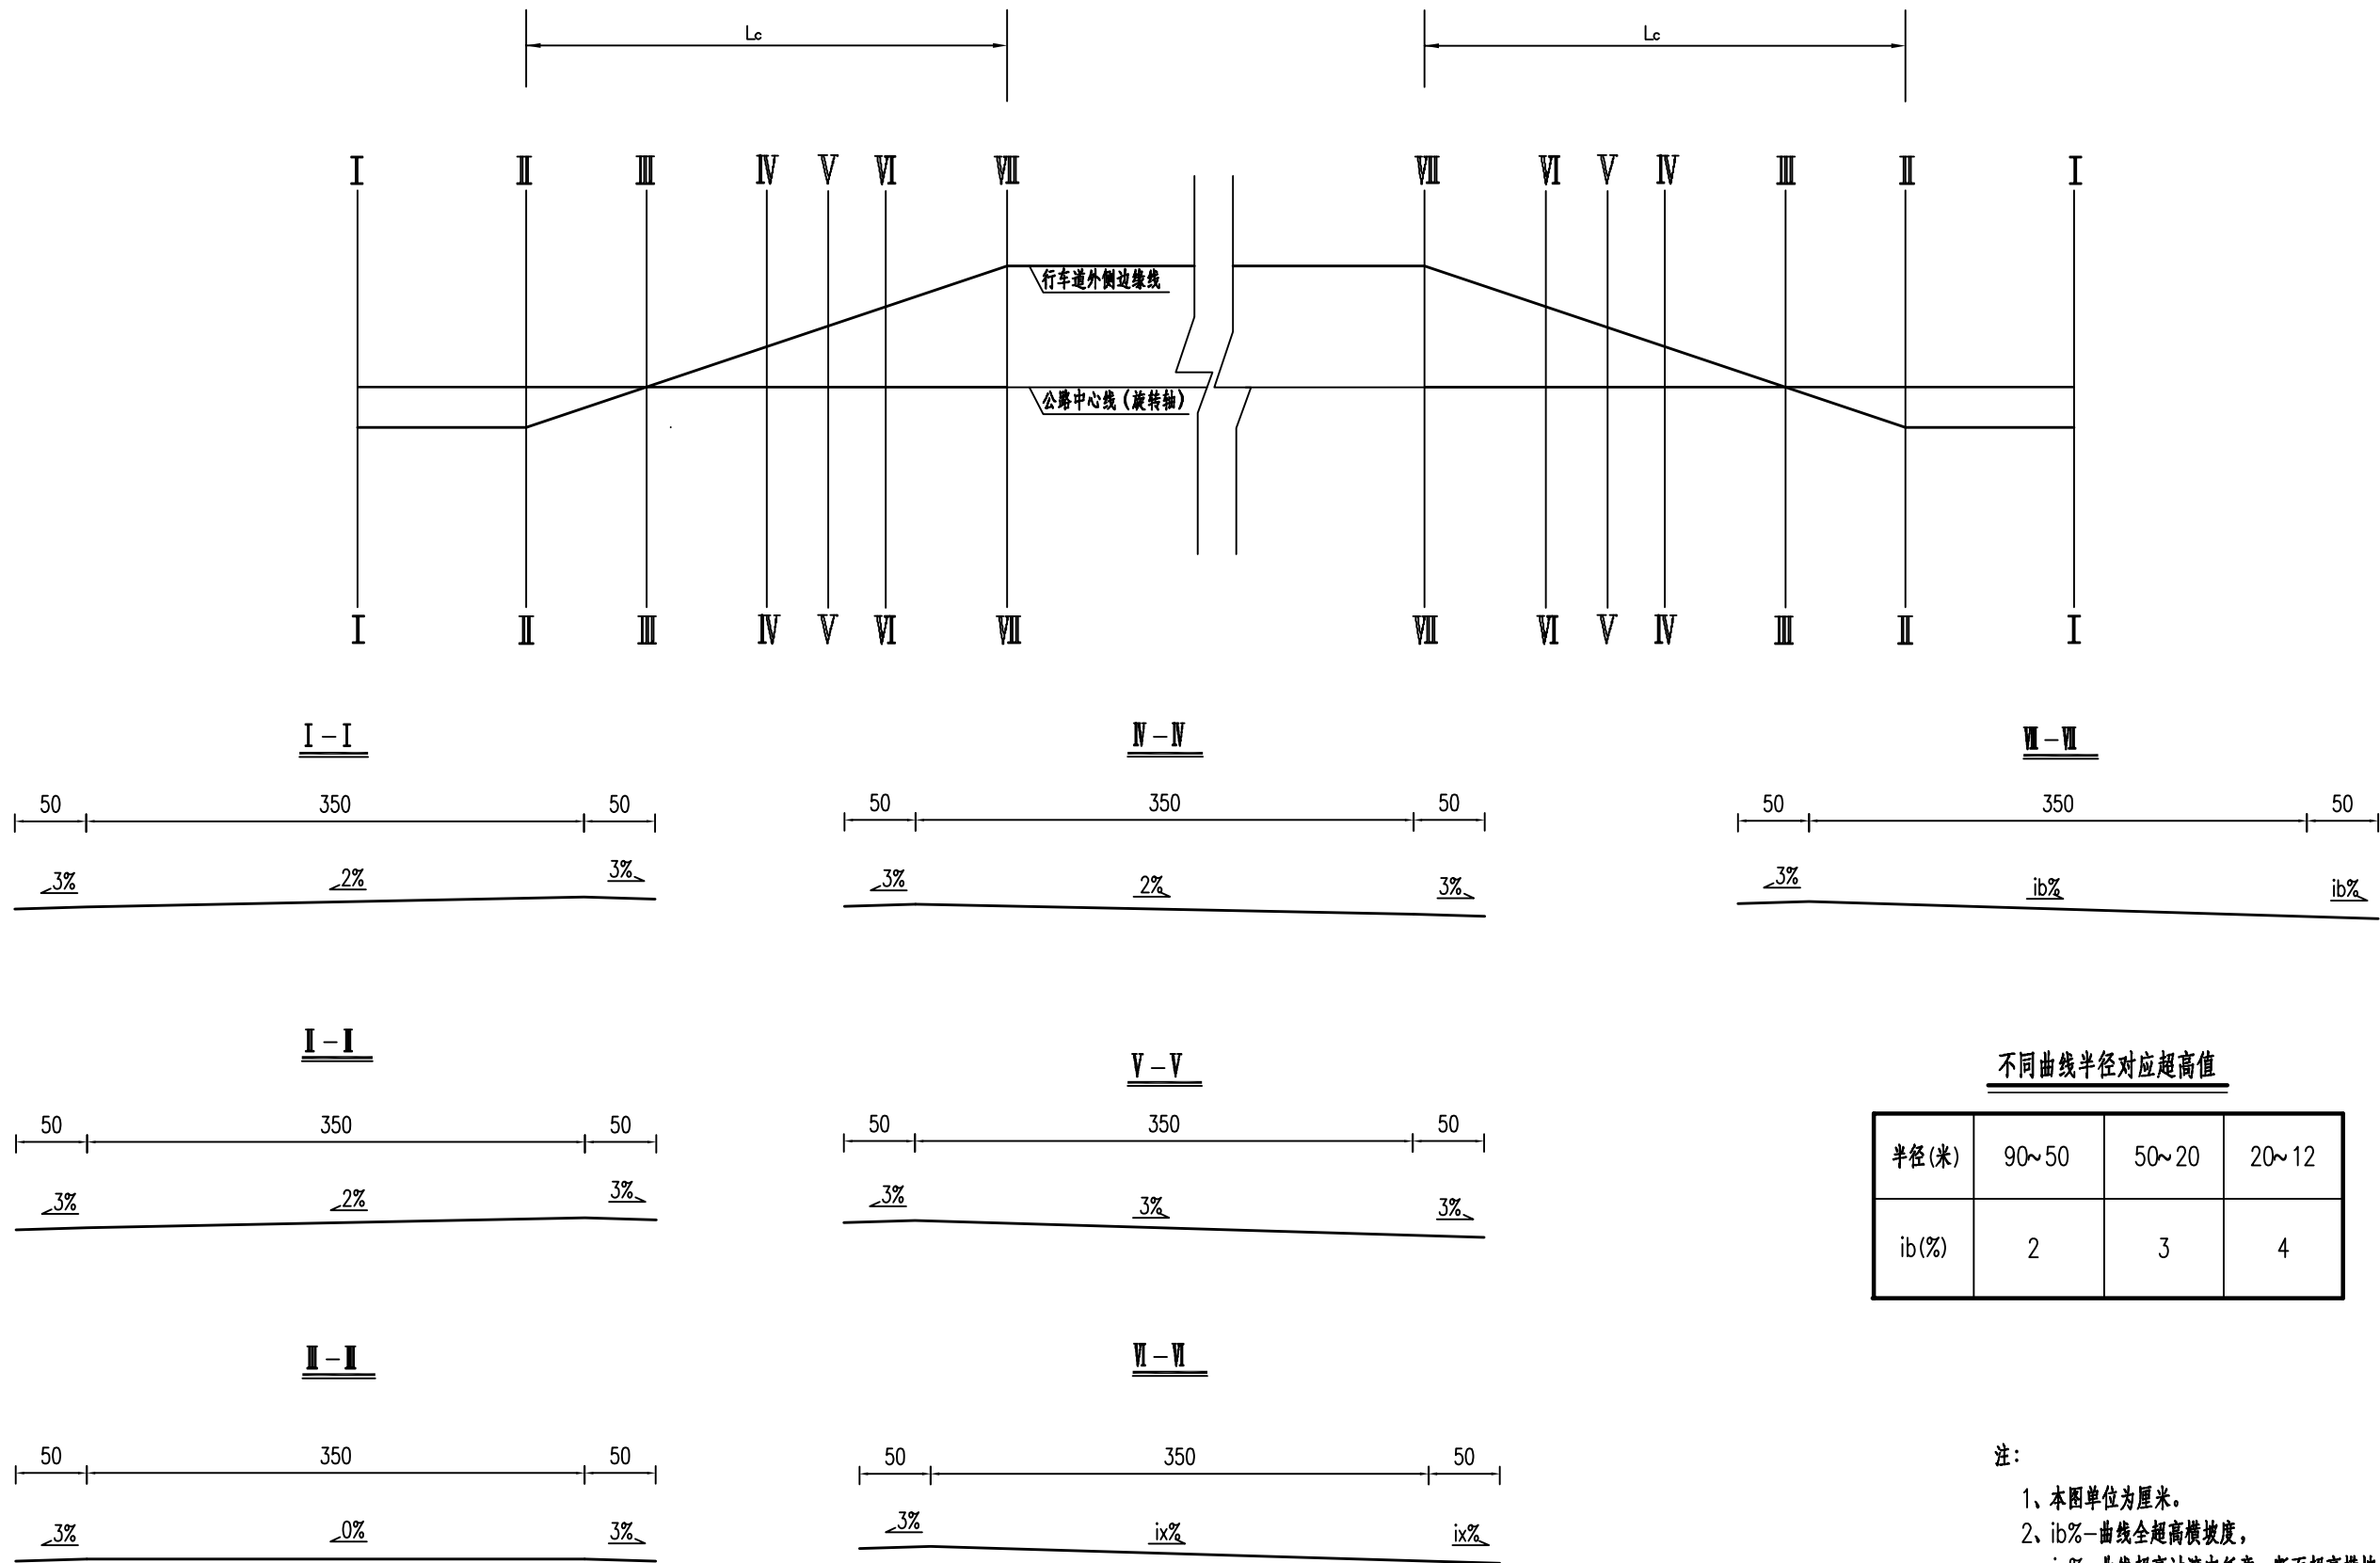 Lc Lc
Ⅰ Ⅱ Ⅲ Ⅳ Ⅴ Ⅵ Ⅶ Ⅶ Ⅵ Ⅴ Ⅳ Ⅲ Ⅱ Ⅰ
行车道外侧边缘线
公路中心线(旋转轴)
Ⅰ Ⅱ Ⅲ Ⅳ Ⅴ Ⅵ Ⅶ Ⅶ Ⅵ Ⅴ Ⅳ Ⅲ Ⅱ Ⅰ
Ⅰ-Ⅰ
50 350 50
3% 2% 3%
Ⅳ-Ⅳ
50 350 50
3% 2% 3%
Ⅶ-Ⅶ
50 350 50
3% ib% ib%
Ⅱ-Ⅱ
50 350 50
3% 2% 3%
Ⅴ-Ⅴ
50 350 50
3% 3% 3%
不同曲线半径对应超高值
半径(米) 90~50 50~20 20~12
ib(%) 2 3 4
Ⅲ-Ⅲ
50 350 50
3% 0% 3%
Ⅵ-Ⅵ
50 350 50
3% ix% ix%
注:
1、本图单位为厘米。
2、ib%-曲线全超高横坡度,